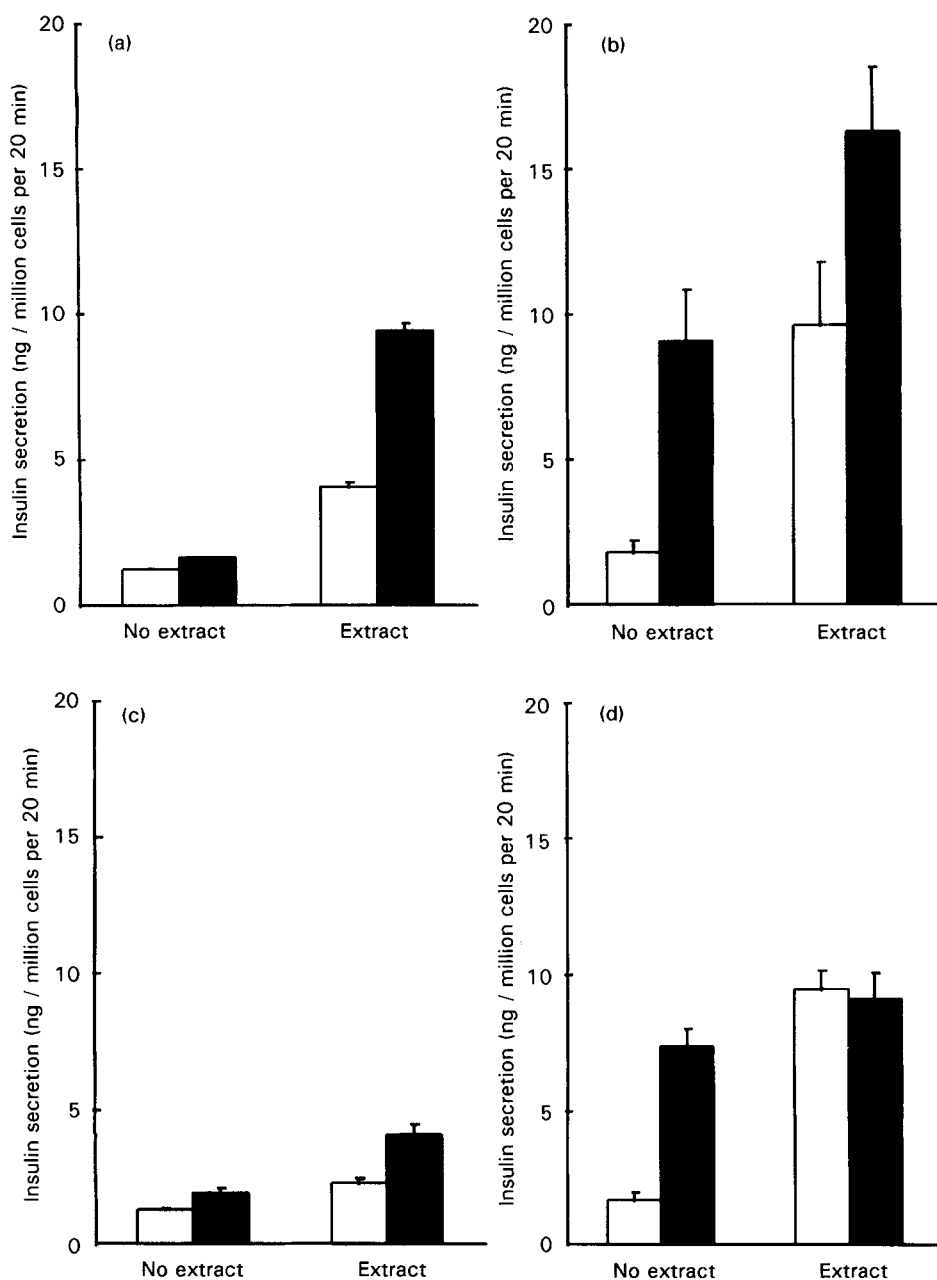 (a)
Insulin secretion (ng / million cells per 20 min)
20
15
10
5
0
No extract
Extract
(b)
Insulin secretion (ng / million cells per 20 min)
20
15
10
5
0
No extract
Extract
(c)
Insulin secretion (ng / million cells per 20 min)
20
15
10
5
0
No extract
Extract
(d)
Insulin secretion (ng / million cells per 20 min)
20
15
10
5
0
No extract
Extract